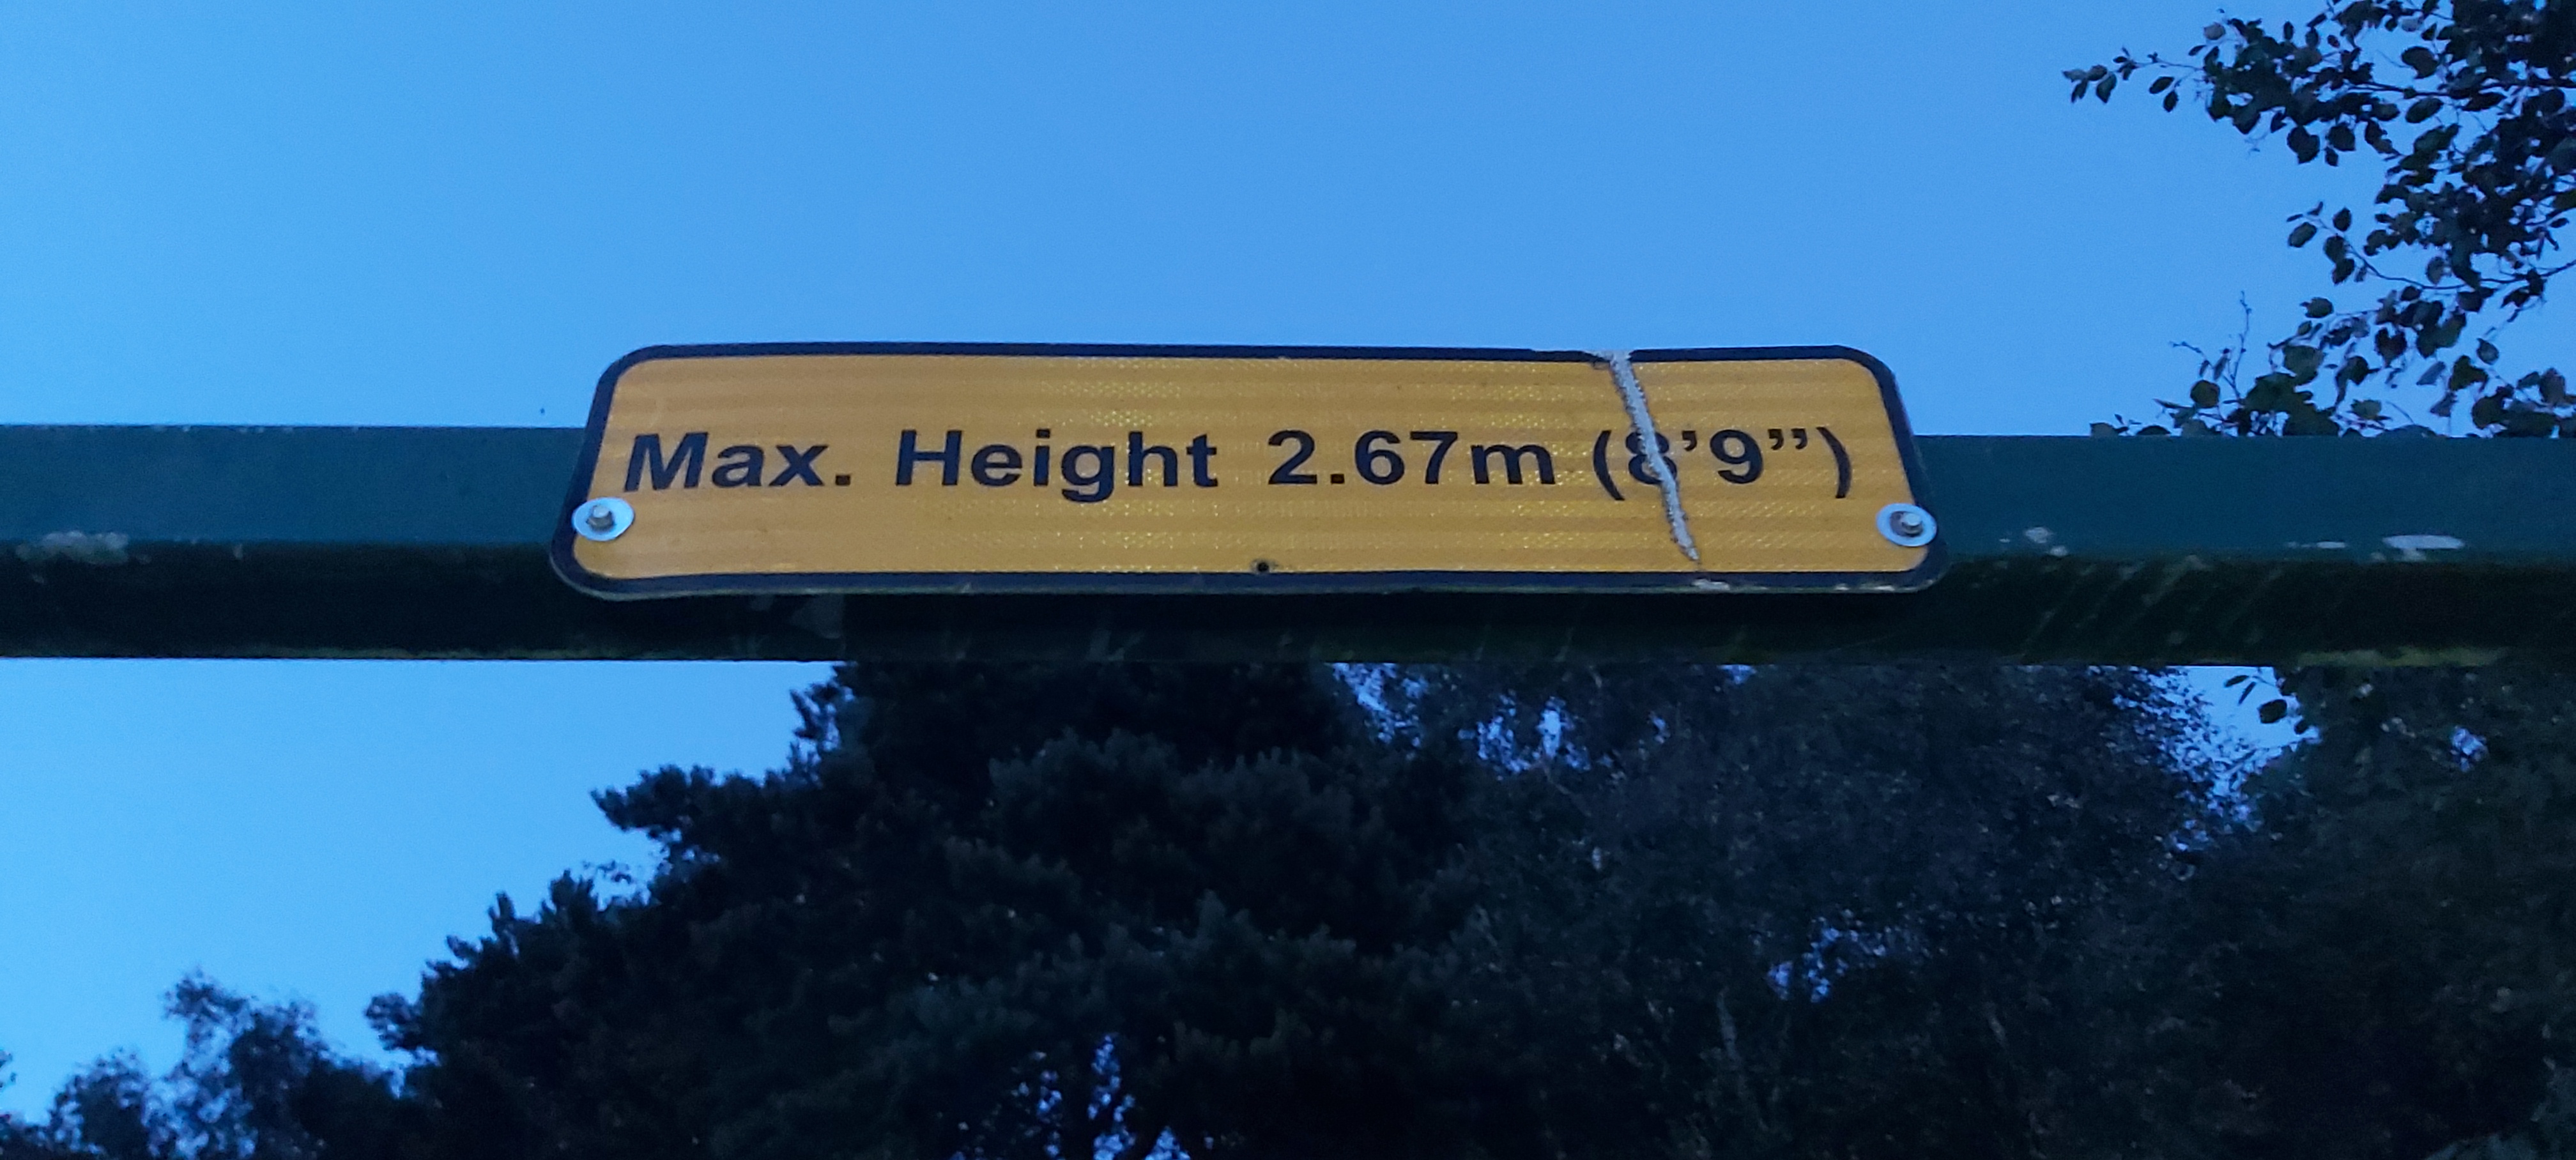 Max. Height 2.67m (8’9”)